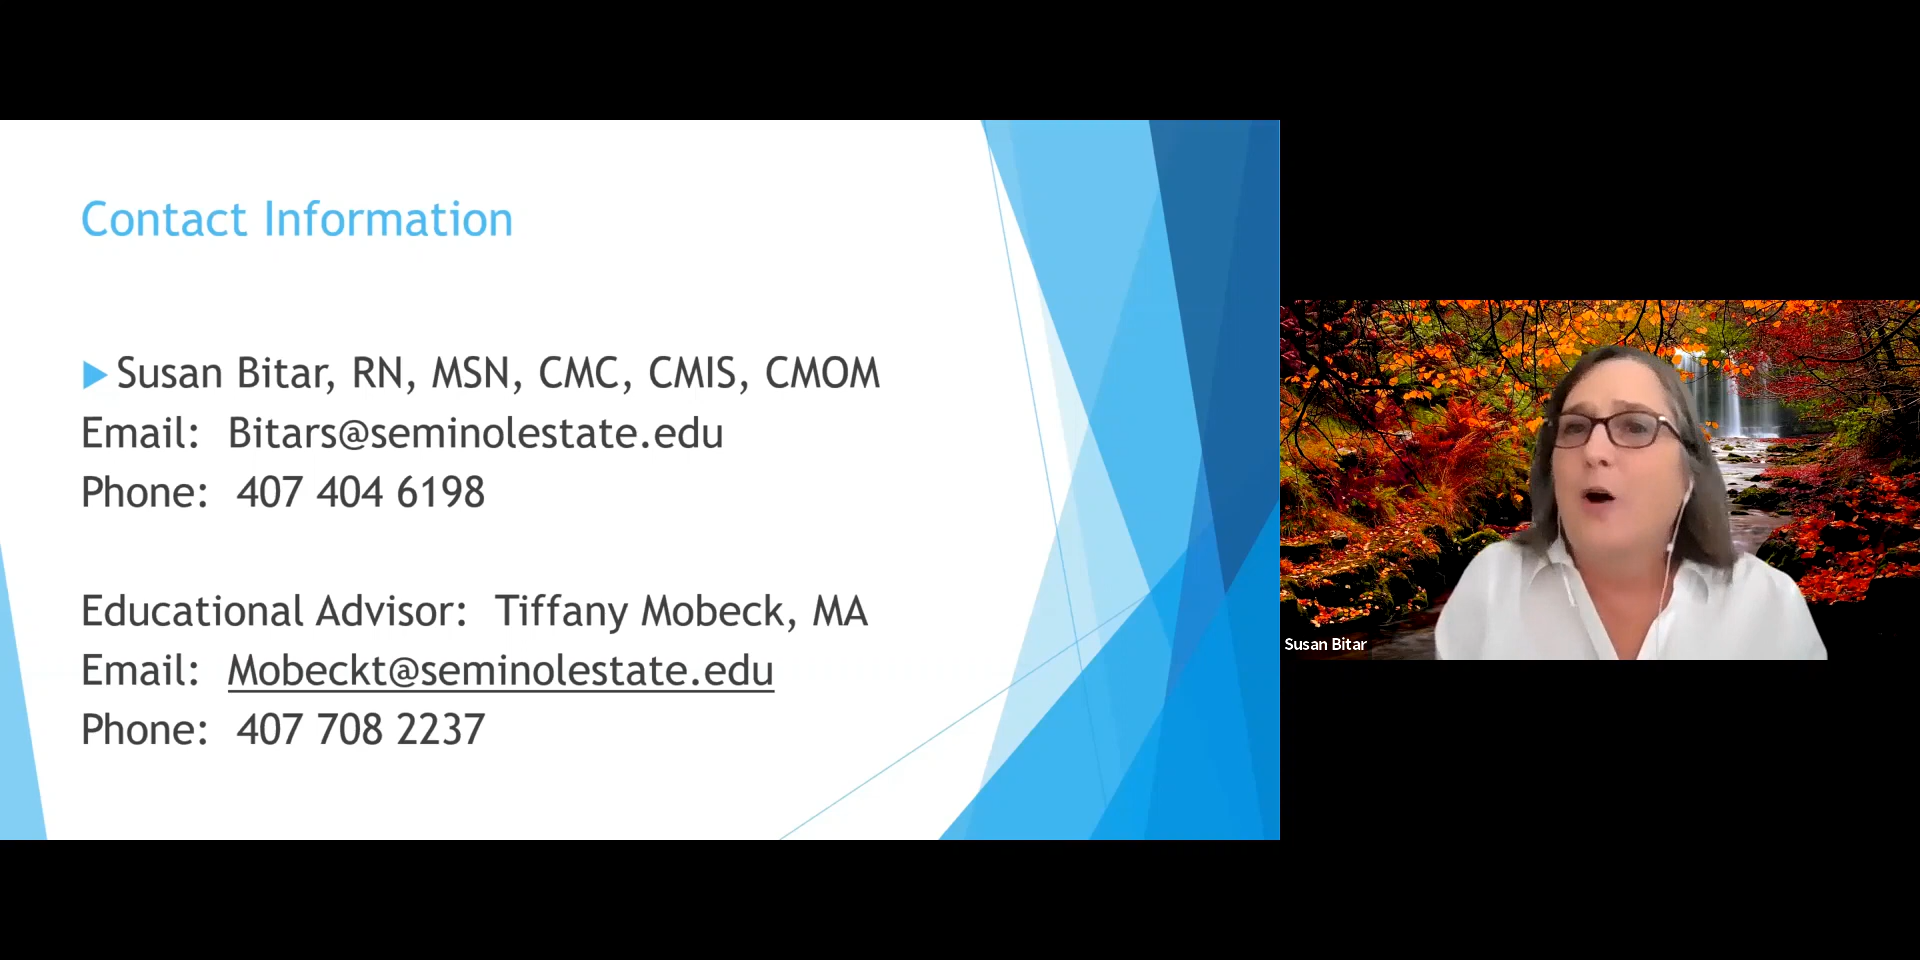 Contact Information
Susan Bitar, RN, MSN, CMC, CMIS, CMOM
Email: Bitars@seminolestate.edu
Phone: 407 404 6198
Educational Advisor: Tiffany Mobeck, MA
Email: Mobeckt@seminolestate.edu
Phone: 407 708 2237
Susan Bitar